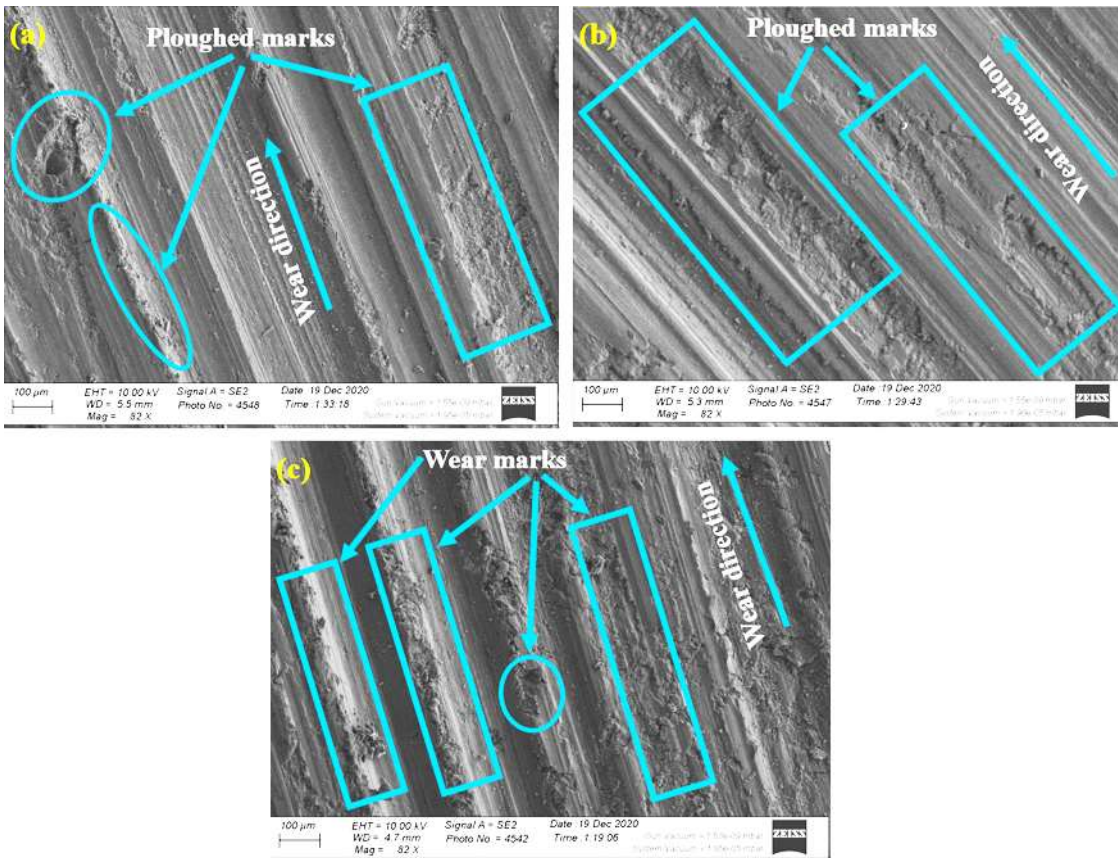 (a)
Ploughed marks
Wear direction
100 µm
EHT = 10.00 kV
WD = 5.5 mm
Mag = 82 X
Signal A = SE2
Photo No. = 4548
Date :19 Dec 2020
Time :1:33:18
ZEISS
(b)
Ploughed marks
Wear direction
100 µm
EHT = 10.00 kV
WD = 5.3 mm
Mag = 82 X
Signal A = SE2
Photo No. = 4547
Date :19 Dec 2020
Time :1:29:43
ZEISS
(c)
Wear marks
Wear direction
100 µm
EHT = 10.00 kV
WD = 4.7 mm
Mag = 82 X
Signal A = SE2
Photo No. = 4542
Date :19 Dec 2020
Time :1:19:06
ZEISS